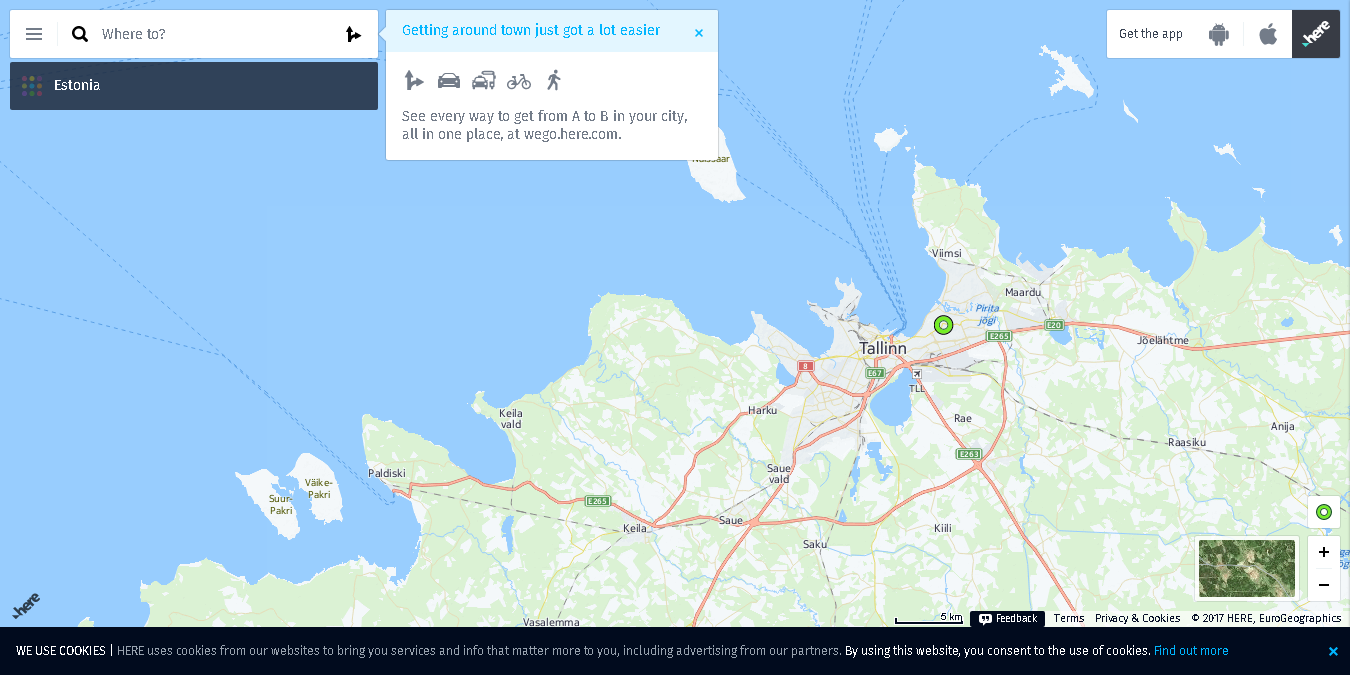 Where to?
Estonia
Getting around town just got a lot easier
×
See every way to get from A to B in your city,
all in one place, at wego.here.com.
Get the app
here
Naissaar
Viimsi
Maardu
Pirita
jõgi
E20
E265
Jõelähtme
Tallinn
8
E67
TLL
Harku
Rae
Keila
vald
Anija
Raasiku
E263
Paldiski
Saue
vald
Väike-
Pakri
Suur-
Pakri
E265
Keila
Saue
Kiili
Saku
+
−
here
Vasalemma
5 km
Feedback
Terms
Privacy & Cookies
© 2017 HERE, EuroGeographics
WE USE COOKIES | HERE uses cookies from our websites to bring you services and info that matter more to you, including advertising from our partners. By using this website, you consent to the use of cookies. Find out more
×